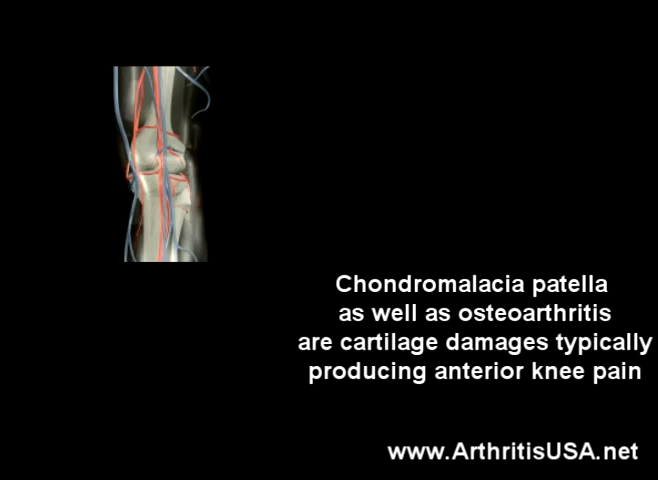 Chondromalacia patella
as well as osteoarthritis
are cartilage damages typically
producing anterior knee pain
www.ArthritisUSA.net